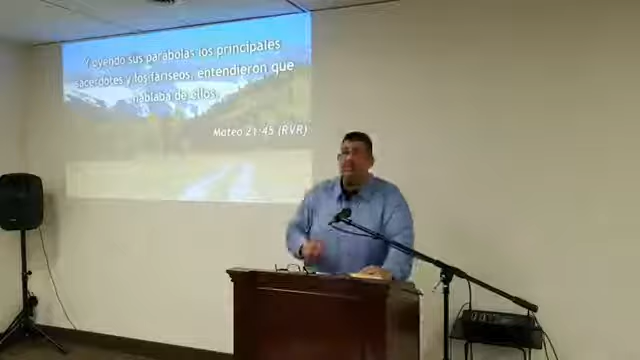 Y oyendo sus parábolas los principales
sacerdotes y los fariseos, entendieron que
hablaba de ellos.
Mateo 21:45 (RVR)